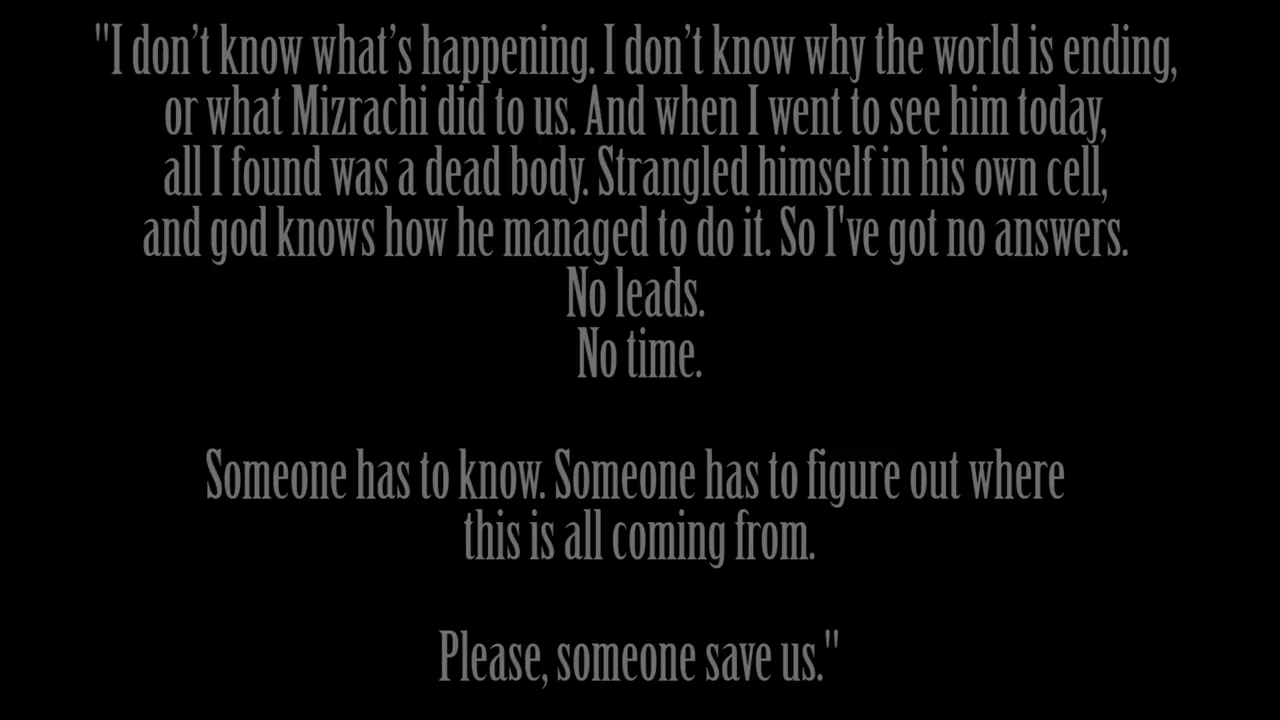 "I don’t know what’s happening. I don’t know why the world is ending,
or what Mizrachi did to us. And when I went to see him today,
all I found was a dead body. Strangled himself in his own cell,
and god knows how he managed to do it. So I've got no answers.
No leads.
No time.
Someone has to know. Someone has to figure out where
this is all coming from.
Please, someone save us."